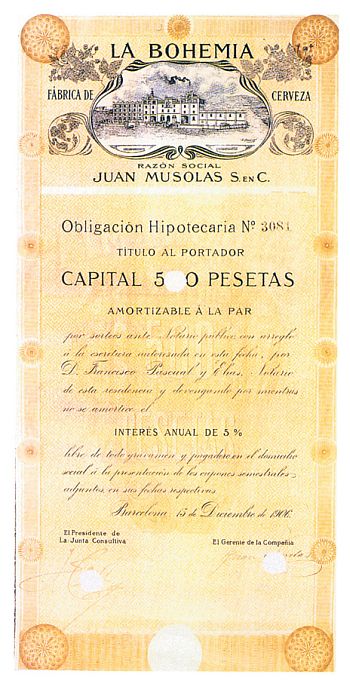 LA BOHEMIA
FÁBRICA DE CERVEZA
RAZÓN SOCIAL
JUAN MUSOLAS S. EN C.
Obligación Hipotecaria Nº 3081
TÍTULO AL PORTADOR
CAPITAL 5 0 PESETAS
AMORTIZABLE Á LA PAR
por sorteos ante Notario público con arreglo
á la escritura autorizada en esta fecha, por
D. Francisco Pascual y Elias, Notario
de esta residencia y devengando por mientras
no se amortice el
INTERÉS ANUAL DE 5 %
libre de todo gravamen y pagadero en el domicilio
social á la presentación de los cupones semestrales
adjuntos en sus fechas respectivas
Barcelona, 15 de Diciembre de 1906.
El Presidente de
La Junta Consultiva
El Gerente de la Compañía